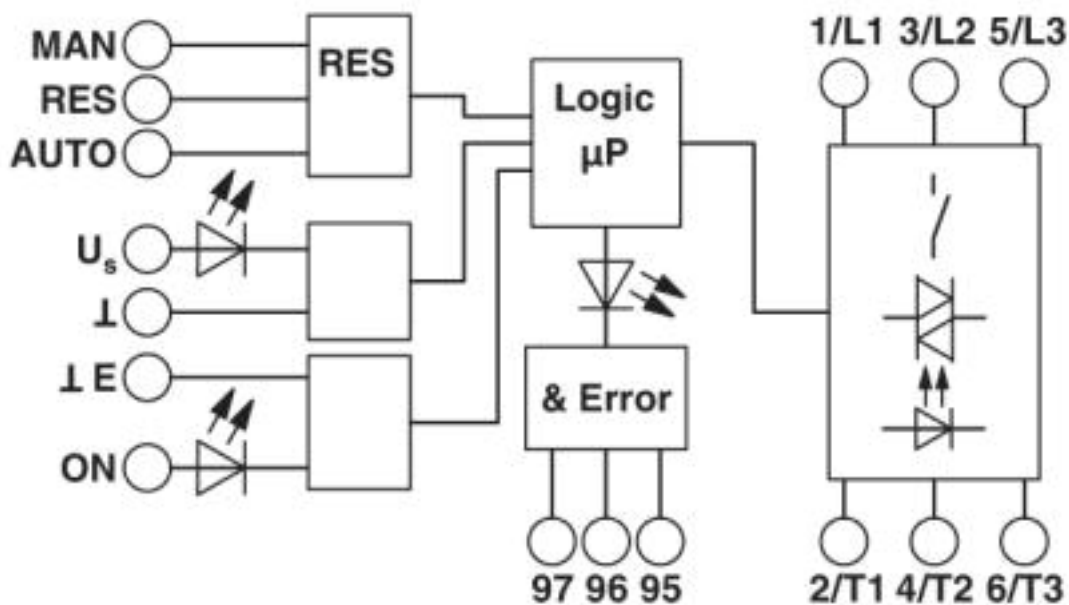 MAN
RES
AUTO
RES
Logic
µP
1/L1 3/L2 5/L3
Us
⊥
⊥ E
ON
& Error
97 96 95
2/T1 4/T2 6/T3